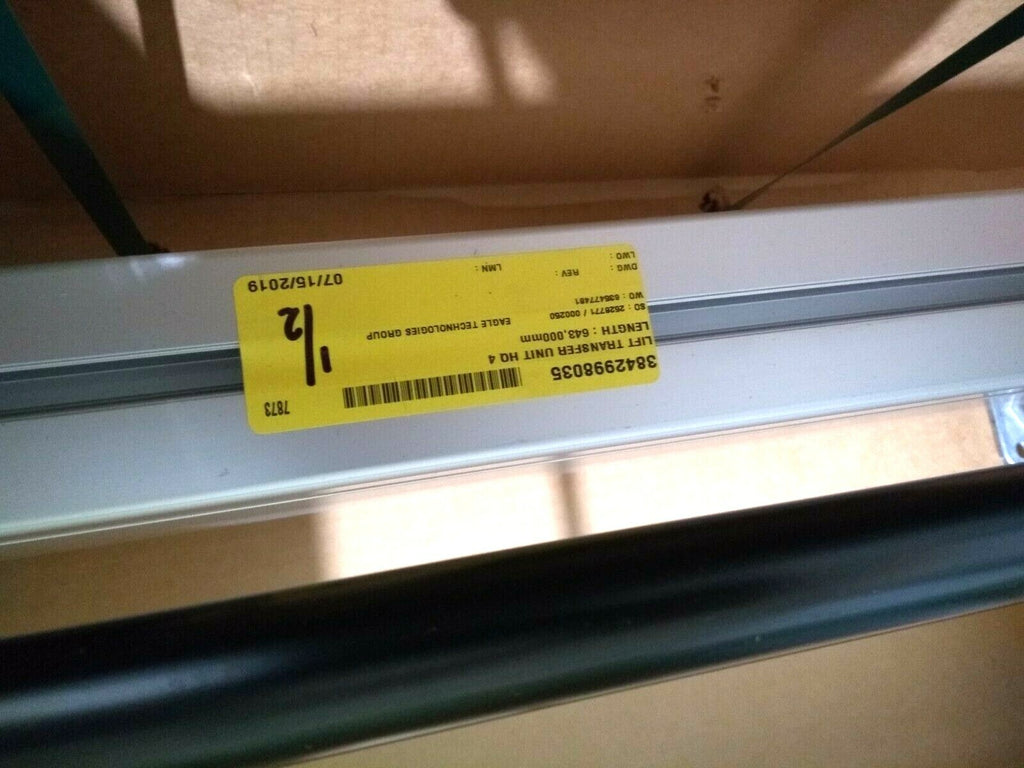 3842998035
7873
LIFT TRANSFER UNIT HQ 4
LENGTH : 643,000mm
1/2
SO : 2528771 / 000250
EAGLE TECHNOLOGIES GROUP
WO : 635477481
DWG :
REV :
LMN :
07/15/2019
LWO :